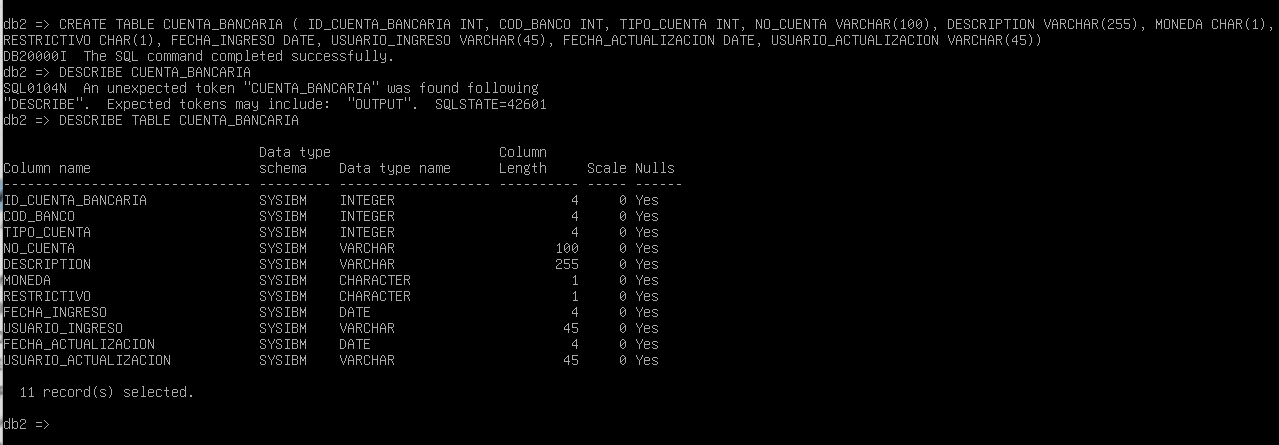 db2 => CREATE TABLE CUENTA_BANCARIA ( ID_CUENTA_BANCARIA INT, COD_BANCO INT, TIPO_CUENTA INT, NO_CUENTA VARCHAR(100), DESCRIPTION VARCHAR(255), MONEDA CHAR(1),
RESTRICTIVO CHAR(1), FECHA_INGRESO DATE, USUARIO_INGRESO VARCHAR(45), FECHA_ACTUALIZACION DATE, USUARIO_ACTUALIZACION VARCHAR(45))
DB20000I  The SQL command completed successfully.
db2 => DESCRIBE CUENTA_BANCARIA
SQL0104N  An unexpected token "CUENTA_BANCARIA" was found following
"DESCRIBE".  Expected tokens may include:  "OUTPUT".  SQLSTATE=42601
db2 => DESCRIBE TABLE CUENTA_BANCARIA
                                Data type                     Column
Column name                     schema    Data type name      Length     Scale Nulls
------------------------------- --------- ------------------- ---------- ----- ------
ID_CUENTA_BANCARIA              SYSIBM    INTEGER                      4     0 Yes
COD_BANCO                       SYSIBM    INTEGER                      4     0 Yes
TIPO_CUENTA                     SYSIBM    INTEGER                      4     0 Yes
NO_CUENTA                       SYSIBM    VARCHAR                    100     0 Yes
DESCRIPTION                     SYSIBM    VARCHAR                    255     0 Yes
MONEDA                          SYSIBM    CHARACTER                    1     0 Yes
RESTRICTIVO                     SYSIBM    CHARACTER                    1     0 Yes
FECHA_INGRESO                   SYSIBM    DATE                         4     0 Yes
USUARIO_INGRESO                 SYSIBM    VARCHAR                     45     0 Yes
FECHA_ACTUALIZACION             SYSIBM    DATE                         4     0 Yes
USUARIO_ACTUALIZACION           SYSIBM    VARCHAR                     45     0 Yes
  11 record(s) selected.
db2 =>